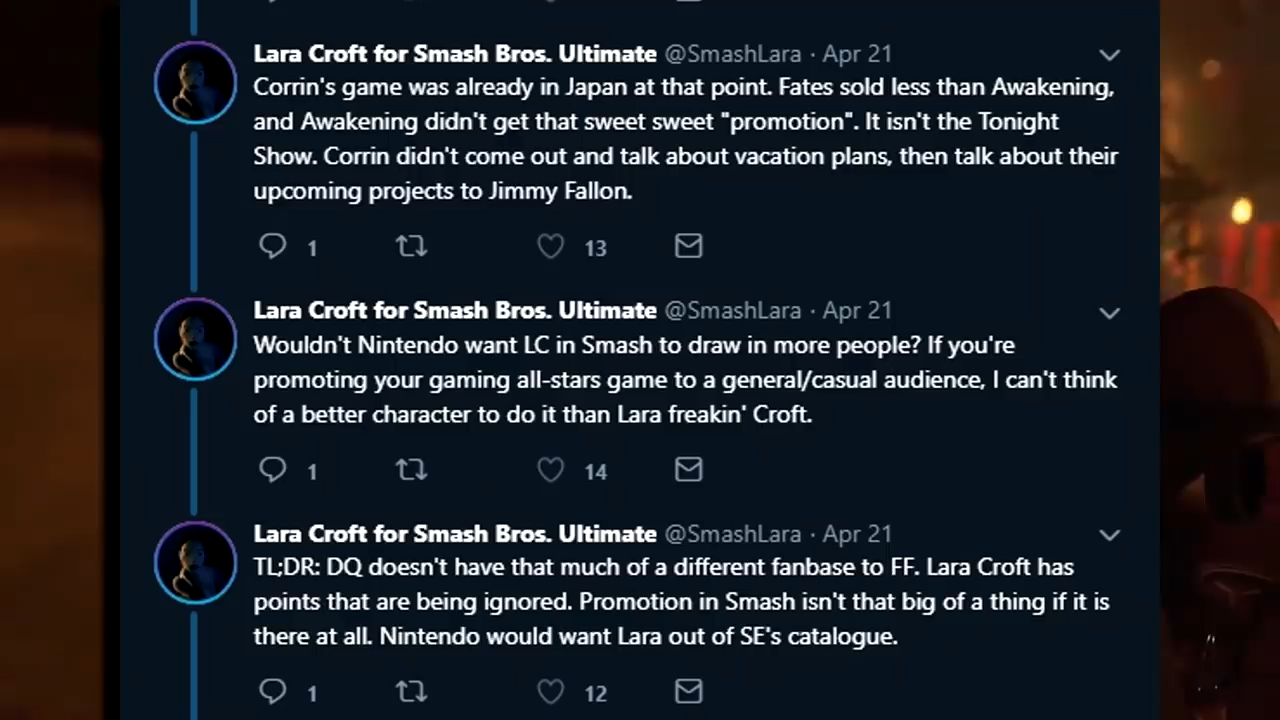 Lara Croft for Smash Bros. Ultimate @SmashLara · Apr 21
Corrin's game was already in Japan at that point. Fates sold less than Awakening,
and Awakening didn't get that sweet sweet "promotion". It isn't the Tonight
Show. Corrin didn't come out and talk about vacation plans, then talk about their
upcoming projects to Jimmy Fallon.
1 13
Lara Croft for Smash Bros. Ultimate @SmashLara · Apr 21
Wouldn't Nintendo want LC in Smash to draw in more people? If you're
promoting your gaming all-stars game to a general/casual audience, I can't think
of a better character to do it than Lara freakin' Croft.
1 14
Lara Croft for Smash Bros. Ultimate @SmashLara · Apr 21
TL;DR: DQ doesn't have that much of a different fanbase to FF. Lara Croft has
points that are being ignored. Promotion in Smash isn't that big of a thing if it is
there at all. Nintendo would want Lara out of SE's catalogue.
1 12